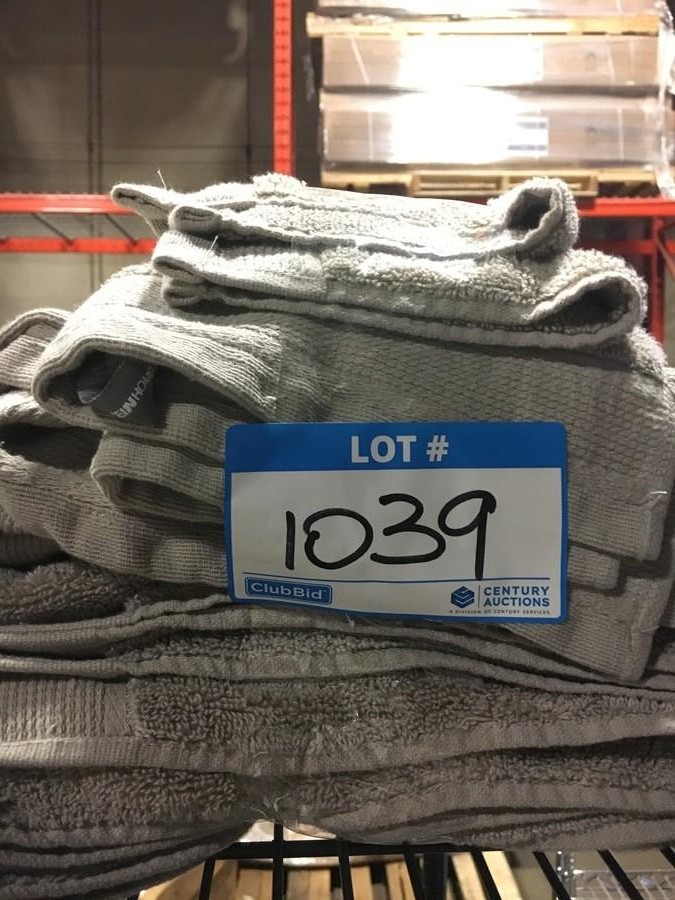 LOT #
1039
ClubBid
CENTURY
AUCTIONS
A DIVISION OF CENTURY SERVICES